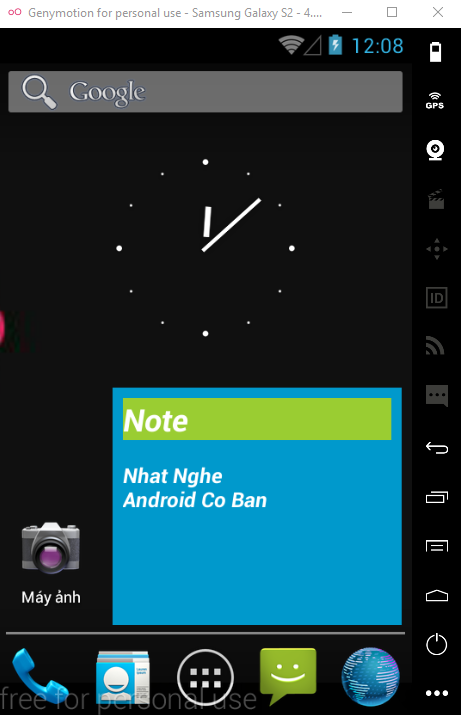 Genymotion for personal use - Samsung Galaxy S2 - 4....
12:08
Google
GPS
ID
Note
Nhat Nghe
Android Co Ban
Máy ảnh
free for personal use